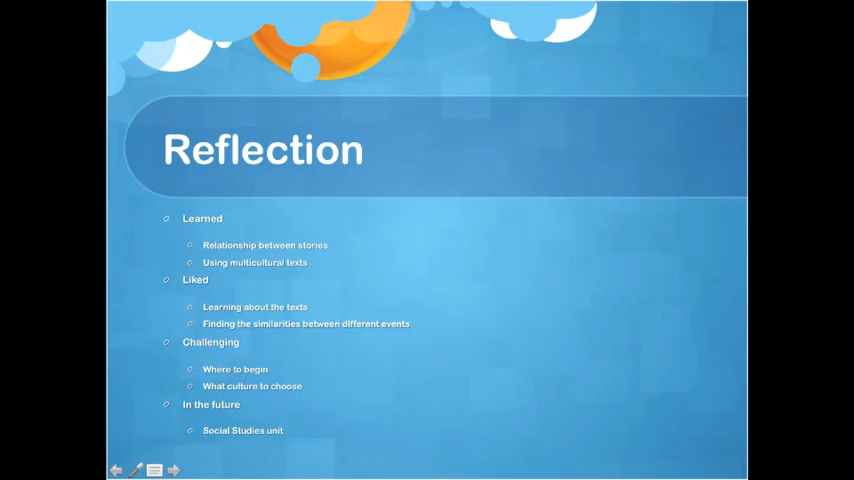 Reflection
Learned
Relationship between stories
Using multicultural texts
Liked
Learning about the texts
Finding the similarities between different events
Challenging
Where to begin
What culture to choose
In the future
Social Studies unit